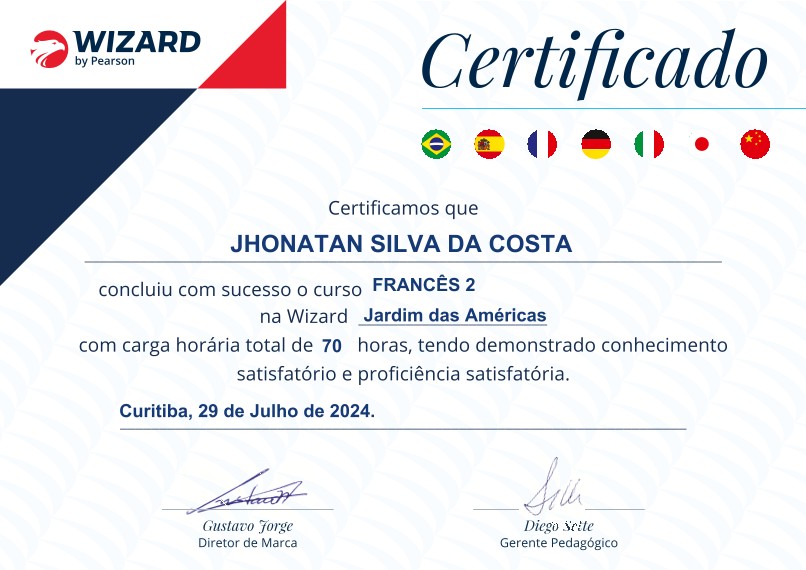 WIZARD
by Pearson
Certificado
Certificamos que
JHONATAN SILVA DA COSTA
concluiu com sucesso o curso FRANCÊS 2
na Wizard Jardim das Américas
com carga horária total de 70 horas, tendo demonstrado conhecimento
satisfatório e proficiência satisfatória.
Curitiba, 29 de Julho de 2024.
Gustavo Jorge
Diretor de Marca
Diego Sette
Gerente Pedagógico